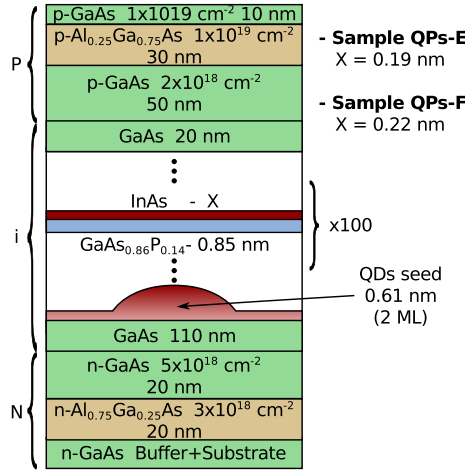 p-GaAs 1x1019 cm⁻² 10 nm
p-Al₀.₂₅Ga₀.₇₅As 1x10¹⁹ cm⁻²
30 nm
p-GaAs 2x10¹⁸ cm⁻²
50 nm
GaAs 20 nm
InAs - X
GaAs₀.₈₆P₀.₁₄- 0.85 nm
GaAs 110 nm
n-GaAs 5x10¹⁸ cm⁻²
20 nm
n-Al₀.₇₅Ga₀.₂₅As 3x10¹⁸ cm⁻²
20 nm
n-GaAs Buffer+Substrate
P
i
N
- Sample QPs-E
X = 0.19 nm
- Sample QPs-F
X = 0.22 nm
x100
QDs seed
0.61 nm
(2 ML)